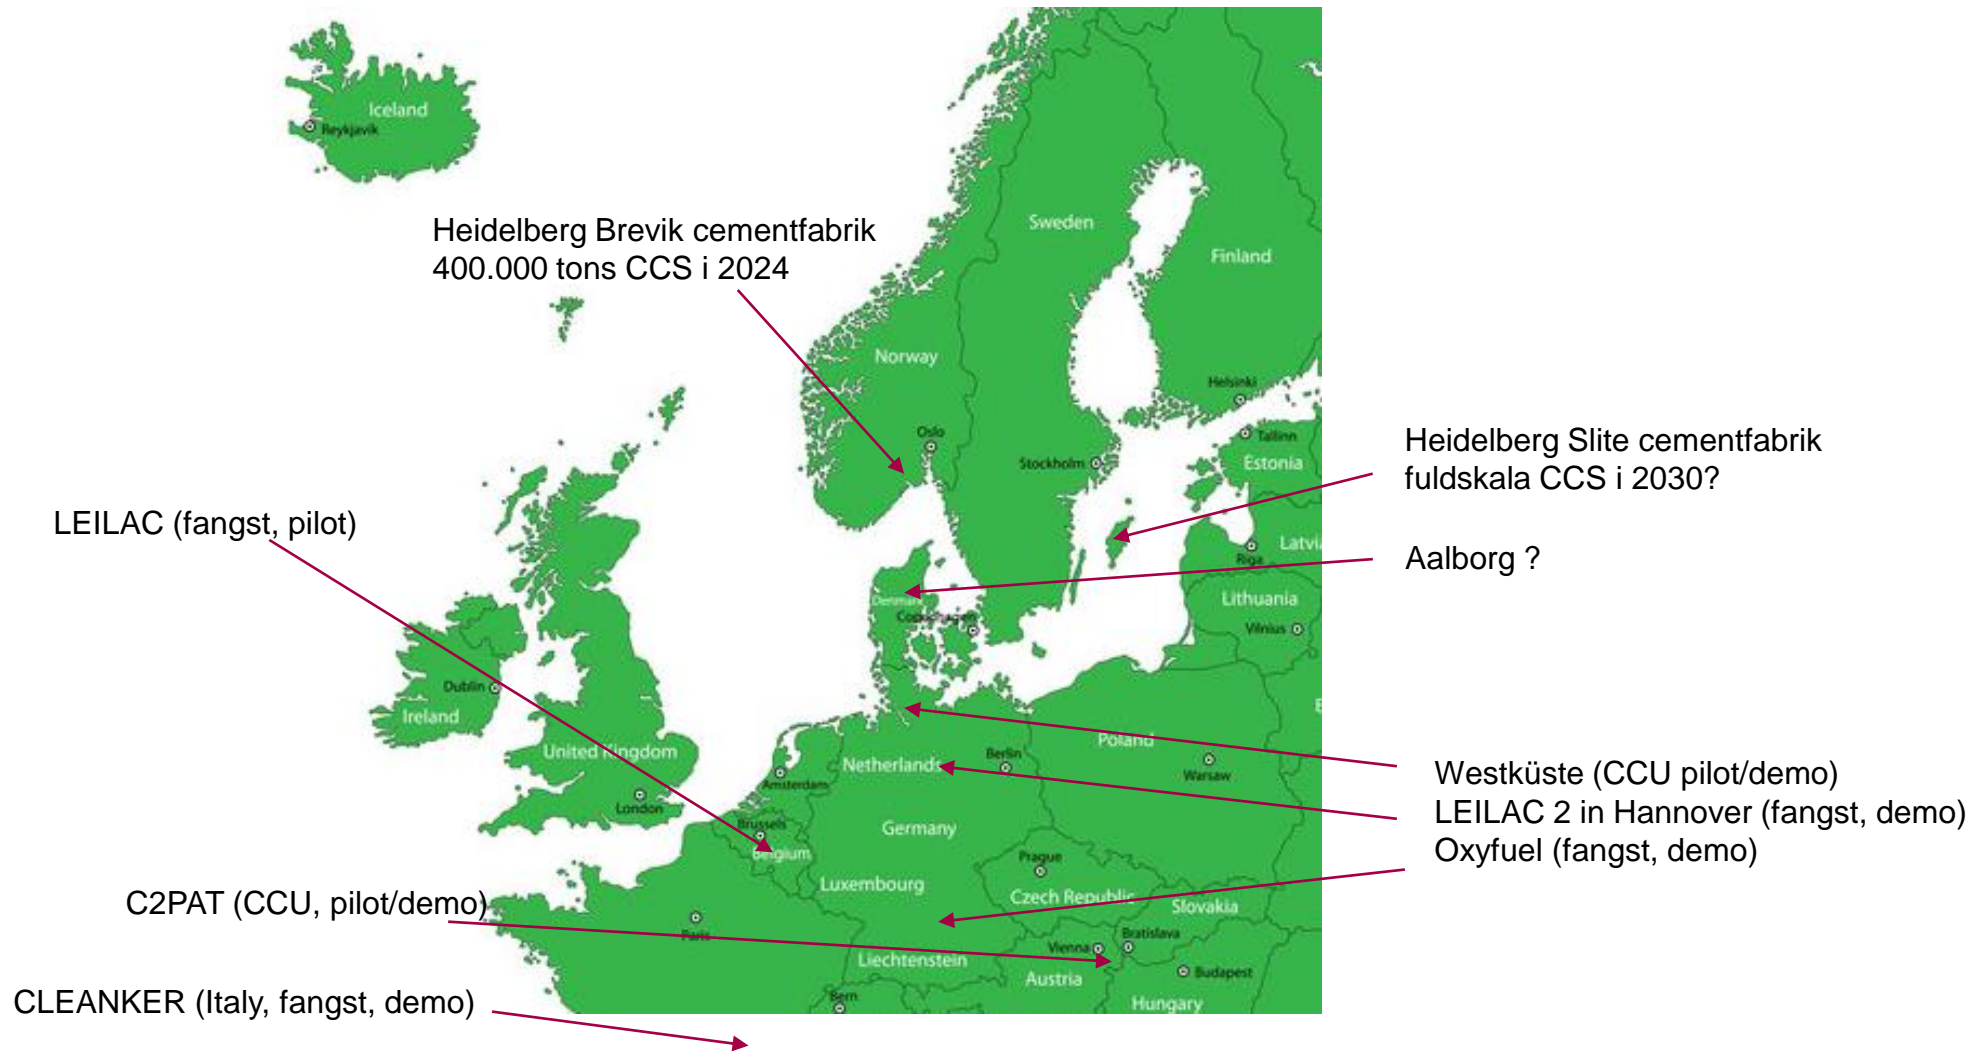 Iceland
Reykjavik
Heidelberg Brevik cementfabrik
400.000 tons CCS i 2024
Sweden
Finland
Norway
Helsinki
Oslo
Stockholm
Tallinn
Estonia
Heidelberg Slite cementfabrik
fuldskala CCS i 2030?
LEILAC (fangst, pilot)
Latvia
Riga
Aalborg ?
Denmark
Copenhagen
Lithuania
Vilnius
Dublin
Ireland
United Kingdom
London
Amsterdam
Netherlands
Berlin
Poland
Warsaw
Westküste (CCU pilot/demo)
LEILAC 2 in Hannover (fangst, demo)
Oxyfuel (fangst, demo)
Brussels
Belgium
Germany
Prague
Czech Republic
Luxembourg
Slovakia
C2PAT (CCU, pilot/demo)
Paris
Vienna
Bratislava
Liechtenstein
Austria
Budapest
Hungary
Bern
CLEANKER (Italy, fangst, demo)